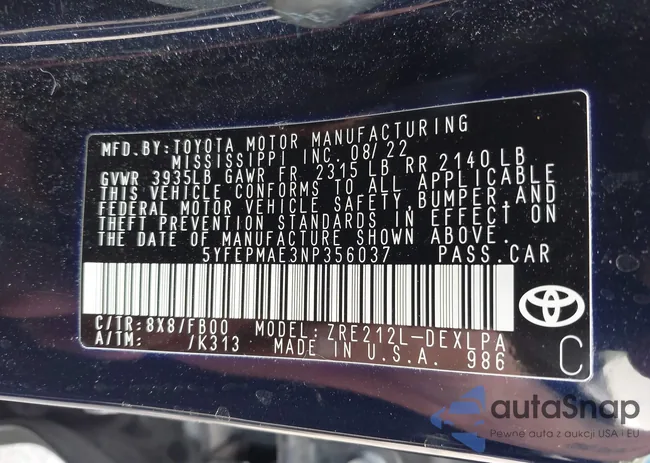 MFD.BY:TOYOTA MOTOR MANUFACTURING
MISSISSIPPI INC. 08/22
GVWR 3935LB GAWR FR 2315 LB RR 2140 LB
THIS VEHICLE CONFORMS TO ALL APPLICABLE
FEDERAL MOTOR VEHICLE SAFETY,BUMPER,AND
THEFT PREVENTION STANDARDS IN EFFECT ON
THE DATE OF MANUFACTURE SHOWN ABOVE.
5YFEPMAE3NP356037 PASS.CAR
C/TR:8X8/FB00 MODEL:ZRE212L-DEXLPA
A/TM: /K313 MADE IN U.S.A. 986
C
autaSnap
Pewne auta z aukcji USA i EU